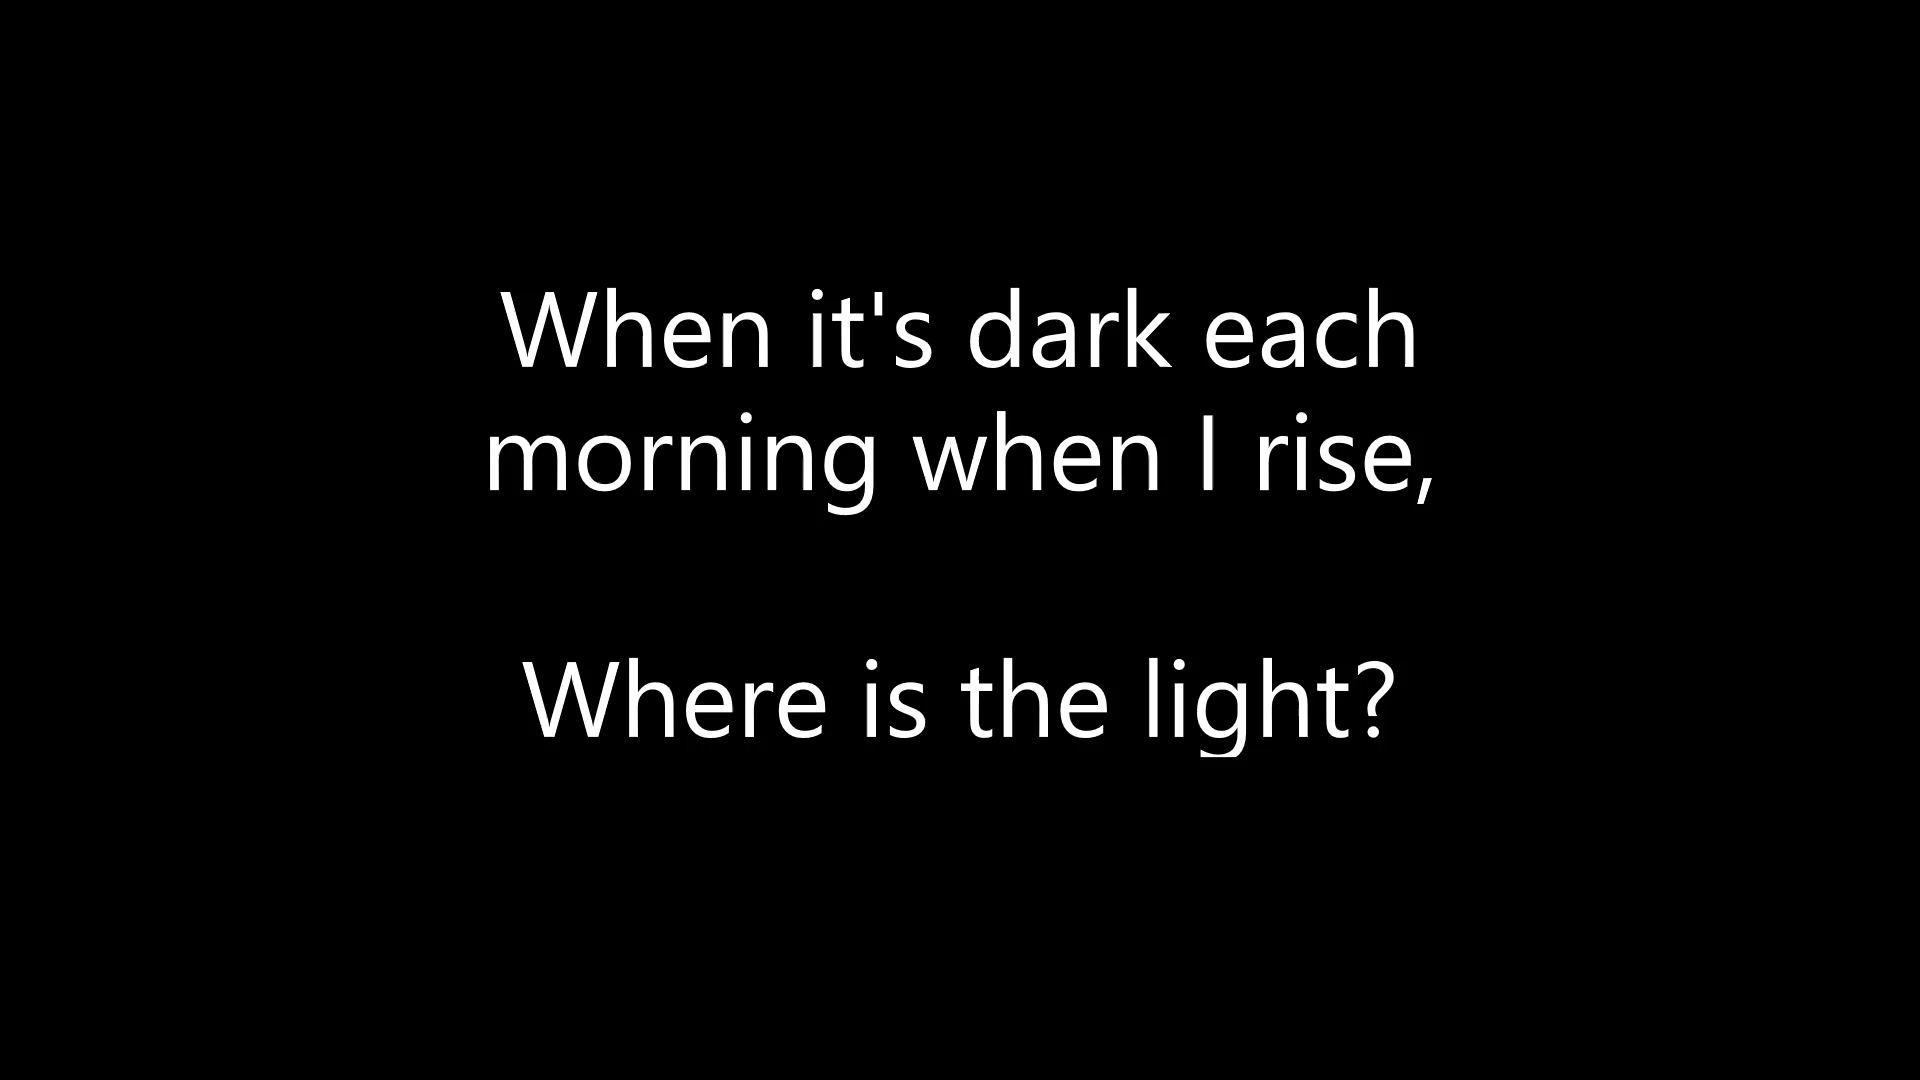 When it's dark each
morning when I rise,
Where is the light?